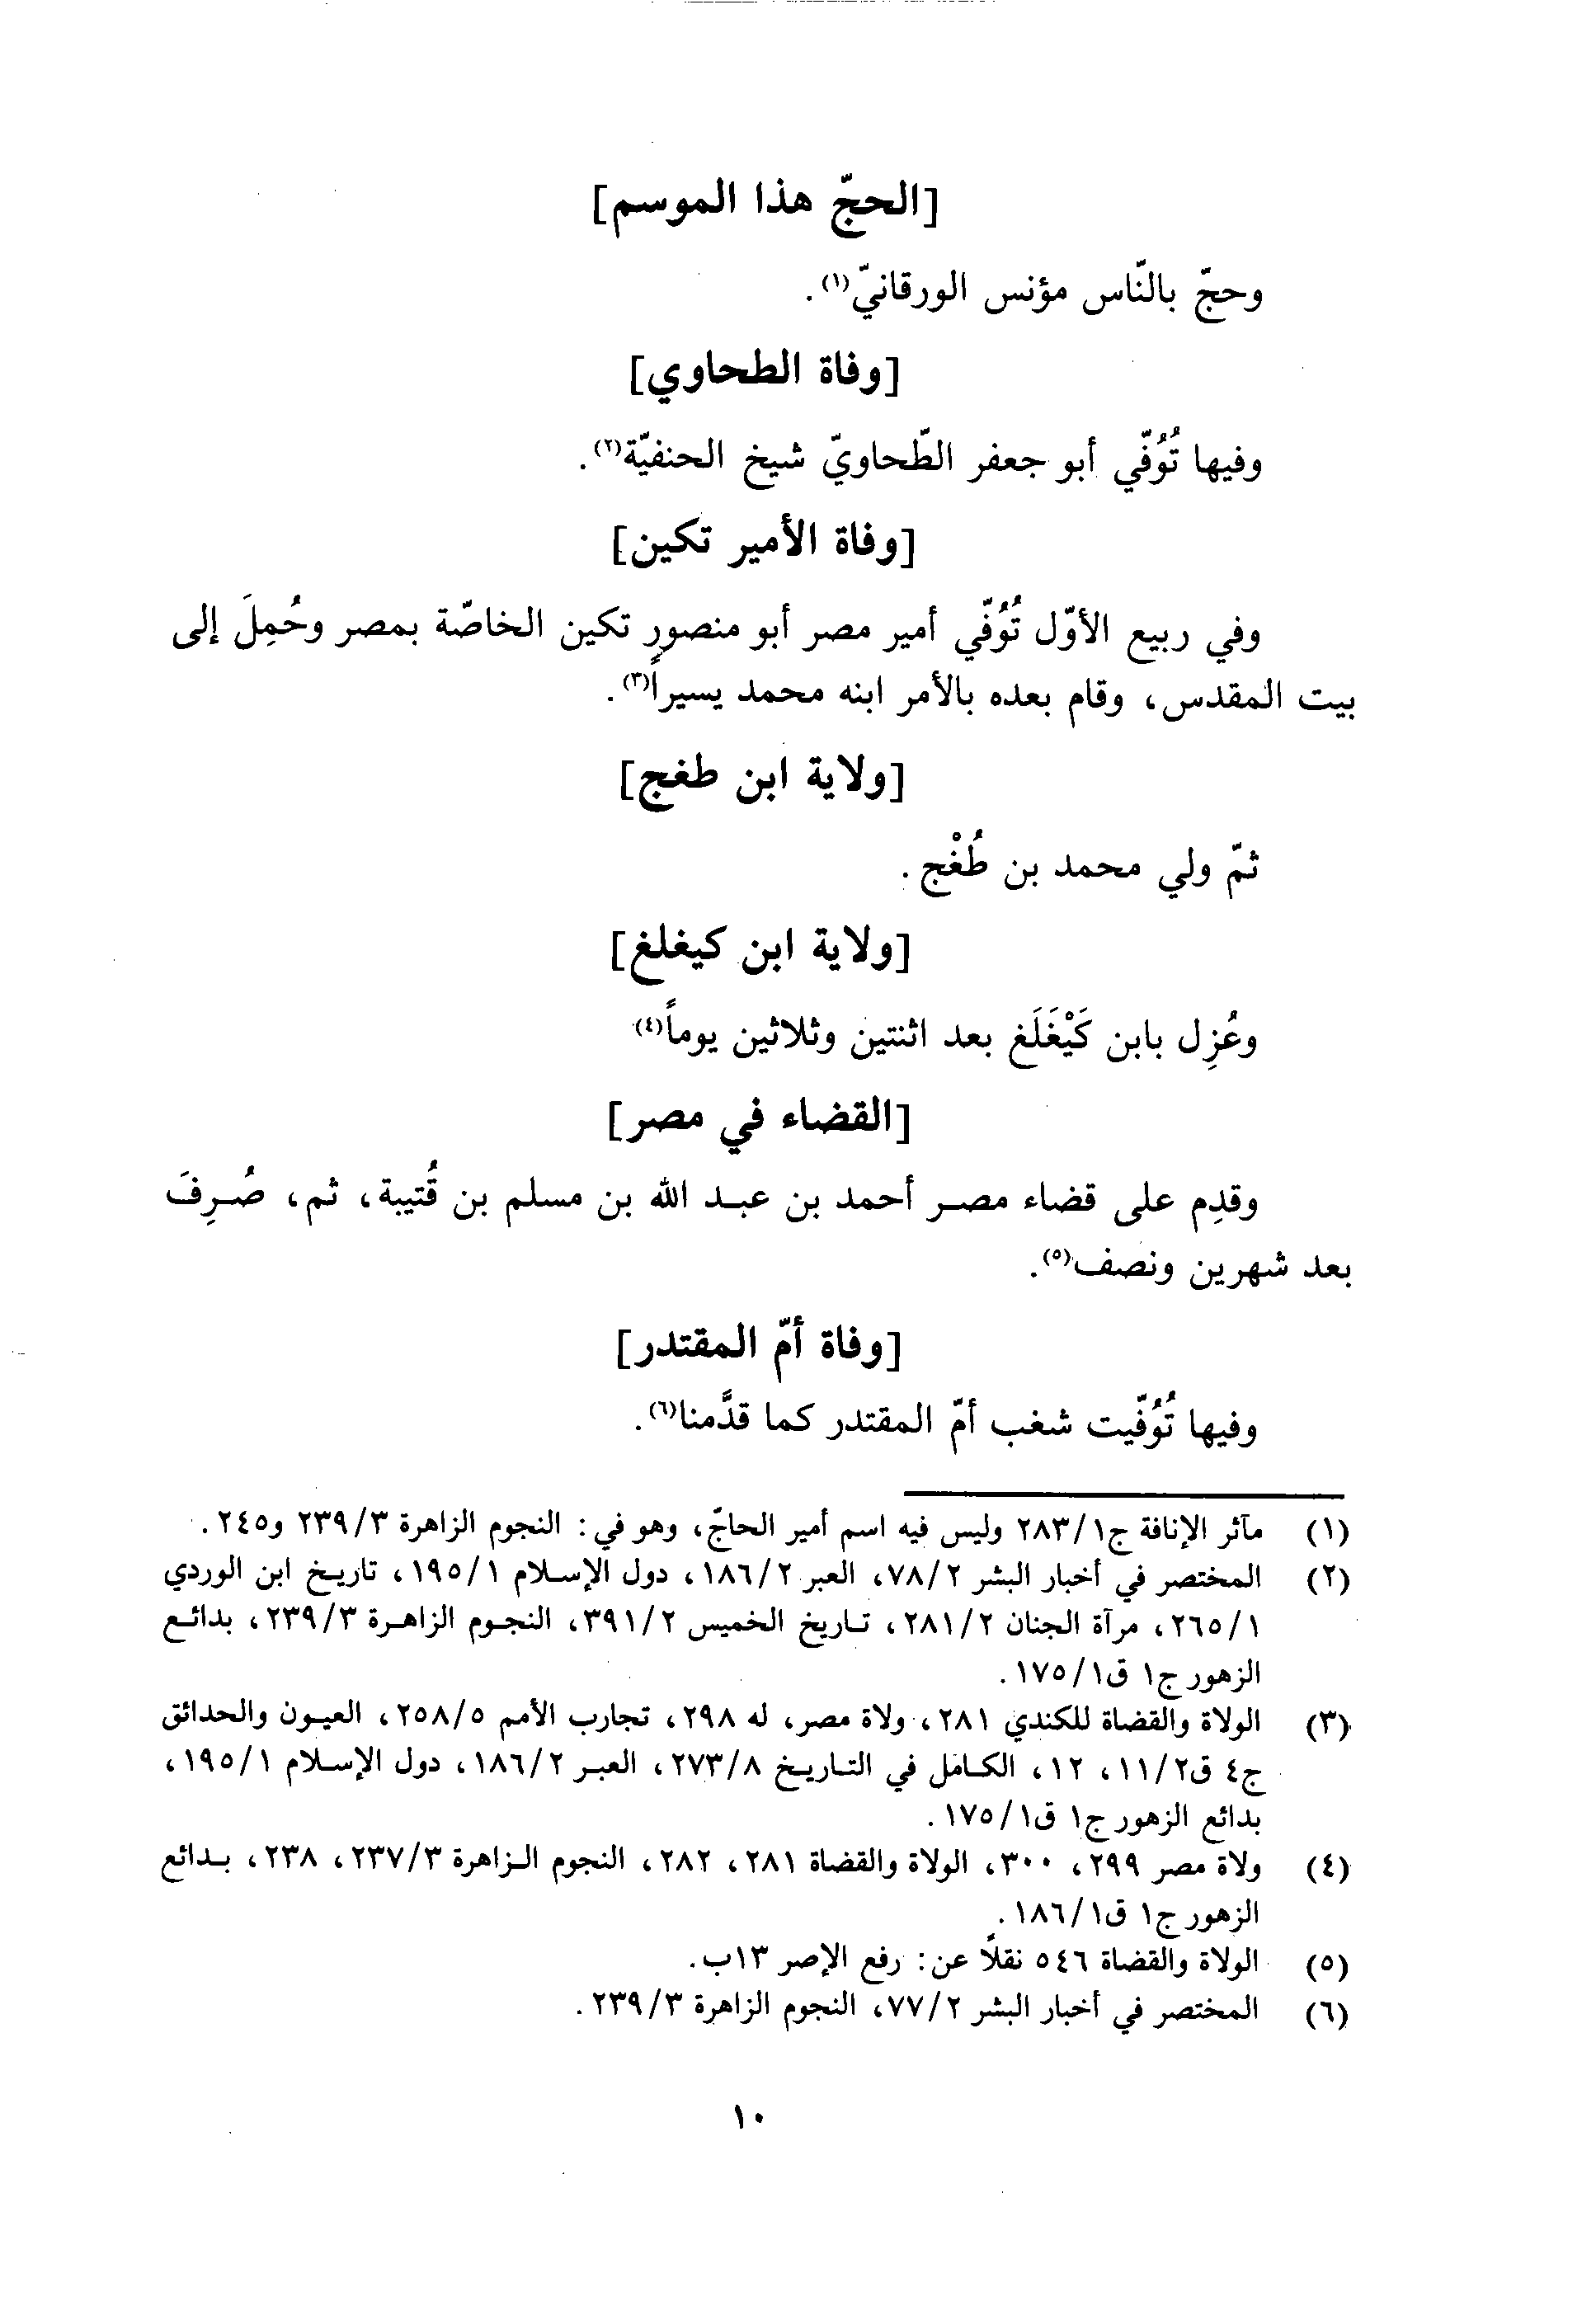 [الحجّ هذا الموسم]
وحجّ بالنّاس مؤنس الورقانيّ(١).
[وفاة الطحاوي]
وفيها تُوُفّي أبو جعفر الطّحاويّ شيخ الحنفيّة(٢).
[وفاة الأمير تكين]
وفي ربيع الأوّل تُوُفّي أمير مصر أبو منصور تكين الخاصّة بمصر وحُمِلَ إلى
بيت المقدس، وقام بعده بالأمر ابنه محمد يسيراً(٣).
[ولاية ابن طغج]
ثمّ ولي محمد بن طُغْج.
[ولاية ابن كيغلغ]
وعُزِل بابن كَيْغَلَغ بعد اثنتين وثلاثين يوماً(٤)
[القضاء في مصر]
وقدِم على قضاء مصر أحمد بن عبد الله بن مسلم بن قُتيبة، ثم، صُرِفَ
بعد شهرين ونصف(٥).
[وفاة أمّ المقتدر]
وفيها تُوُفّيت شغب أمّ المقتدر كما قدَّمنا(٦).
(١) مآثر الإنافة ج١/٢٨٣ وليس فيه اسم أمير الحاجّ، وهو في: النجوم الزاهرة ٣/٢٣٩ و٢٤٥.
(٢) المختصر في أخبار البشر ٢/٧٨، العبر ٢/١٨٦، دول الإسلام ١/١٩٥، تاريخ ابن الوردي
١/٢٦٥، مرآة الجنان ٢/٢٨١، تاريخ الخميس ٢/٣٩١، النجوم الزاهرة ٣/٢٣٩، بدائع
الزهور ج١ ق١/١٧٥.
(٣) الولاة والقضاة للكندي ٢٨١، ولاة مصر، له ٢٩٨، تجارب الأمم ٥/٢٥٨، العيون والحدائق
ج٤ ق٢/١١، ١٢، الكامل في التاريخ ٨/٢٧٣، العبر ٢/١٨٦، دول الإسلام ١/١٩٥،
بدائع الزهور ج١ ق١/١٧٥.
(٤) ولاة مصر ٢٩٩، ٣٠٠، الولاة والقضاة ٢٨١، ٢٨٢، النجوم الزاهرة ٣/٢٣٧، ٢٣٨، بدائع
الزهور ج١ ق١/١٨٦.
(٥) الولاة والقضاة ٥٤٦ نقلاً عن: رفع الإصر ١٣ب.
(٦) المختصر في أخبار البشر ٢/٧٧، النجوم الزاهرة ٣/٢٣٩.
١٠